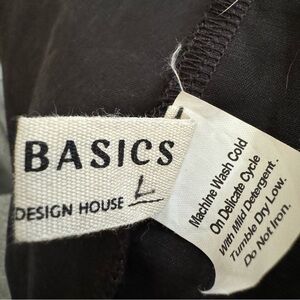 BASICS
DESIGN HOUSE L
Machine Wash Cold
On Delicate Cycle
With Mild Detergent.
Tumble Dry Low.
Do Not Iron.